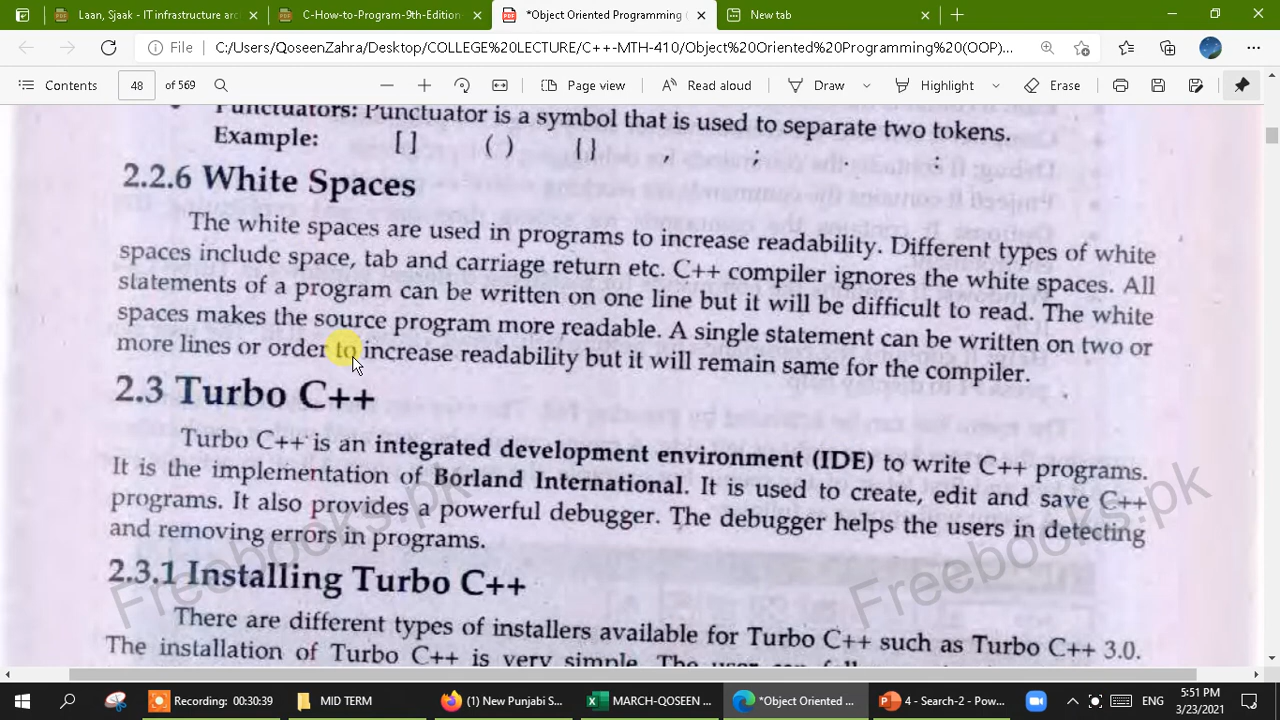 Laan, Sjaak - IT infrastructure arc
C-How-to-Program-9th-Edition-
*Object Oriented Programming (
New tab
File
C:/Users/QoseenZahra/Desktop/COLLEGE%20LECTURE/C++-MTH-410/Object%20oriented%20Programming%20(OOP)...
Contents
48 of 569
Page view
Read aloud
Draw
Highlight
Erase
Punctuators: Punctuator is a symbol that is used to separate two tokens.
Example: [ ] ( ) { } , ; . :
2.2.6 White Spaces
The white spaces are used in programs to increase readability. Different types of white
spaces include space, tab and carriage return etc. C++ compiler ignores the white spaces. All
statements of a program can be written on one line but it will be difficult to read. The white
spaces makes the source program more readable. A single statement can be written on two or
more lines or order to increase readability but it will remain same for the compiler.
2.3 Turbo C++
Turbo C++ is an integrated development environment (IDE) to write C++ programs.
It is the implementation of Borland International. It is used to create, edit and save C++
programs. It also provides a powerful debugger. The debugger helps the users in detecting
and removing errors in programs.
Freebooks.pk
Freebooks.pk
2.3.1 Installing Turbo C++
There are different types of installers available for Turbo C++ such as Turbo C++ 3.0.
The installation of Turbo C++ is very simple. The user can
Recording: 00:30:39
MID TERM
(1) New Punjabi S...
MARCH-QOSEEN ...
*Object Oriented ...
4 - Search-2 - Pow...
ENG
5:51 PM
3/23/2021